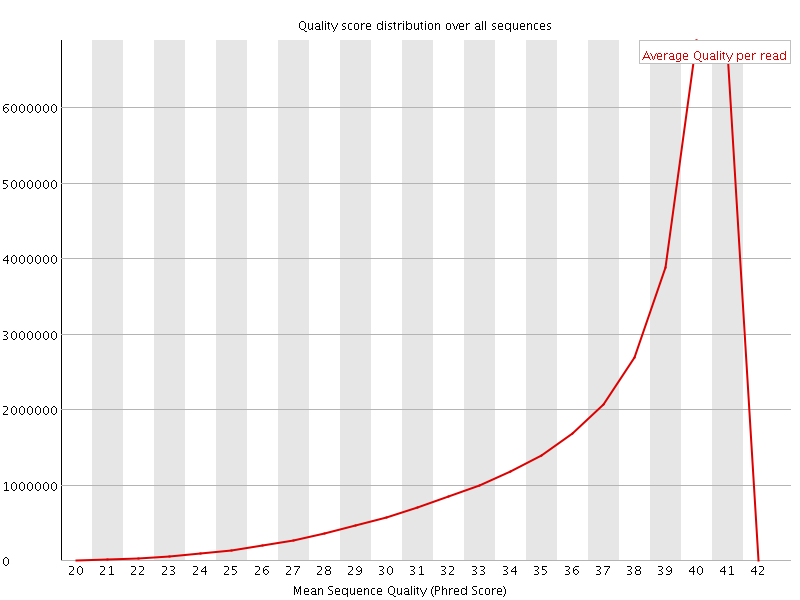 Quality score distribution over all sequences
Average Quality per read
6000000
5000000
4000000
3000000
2000000
1000000
0
20 21 22 23 24 25 26 27 28 29 30 31 32 33 34 35 36 37 38 39 40 41 42
Mean Sequence Quality (Phred Score)